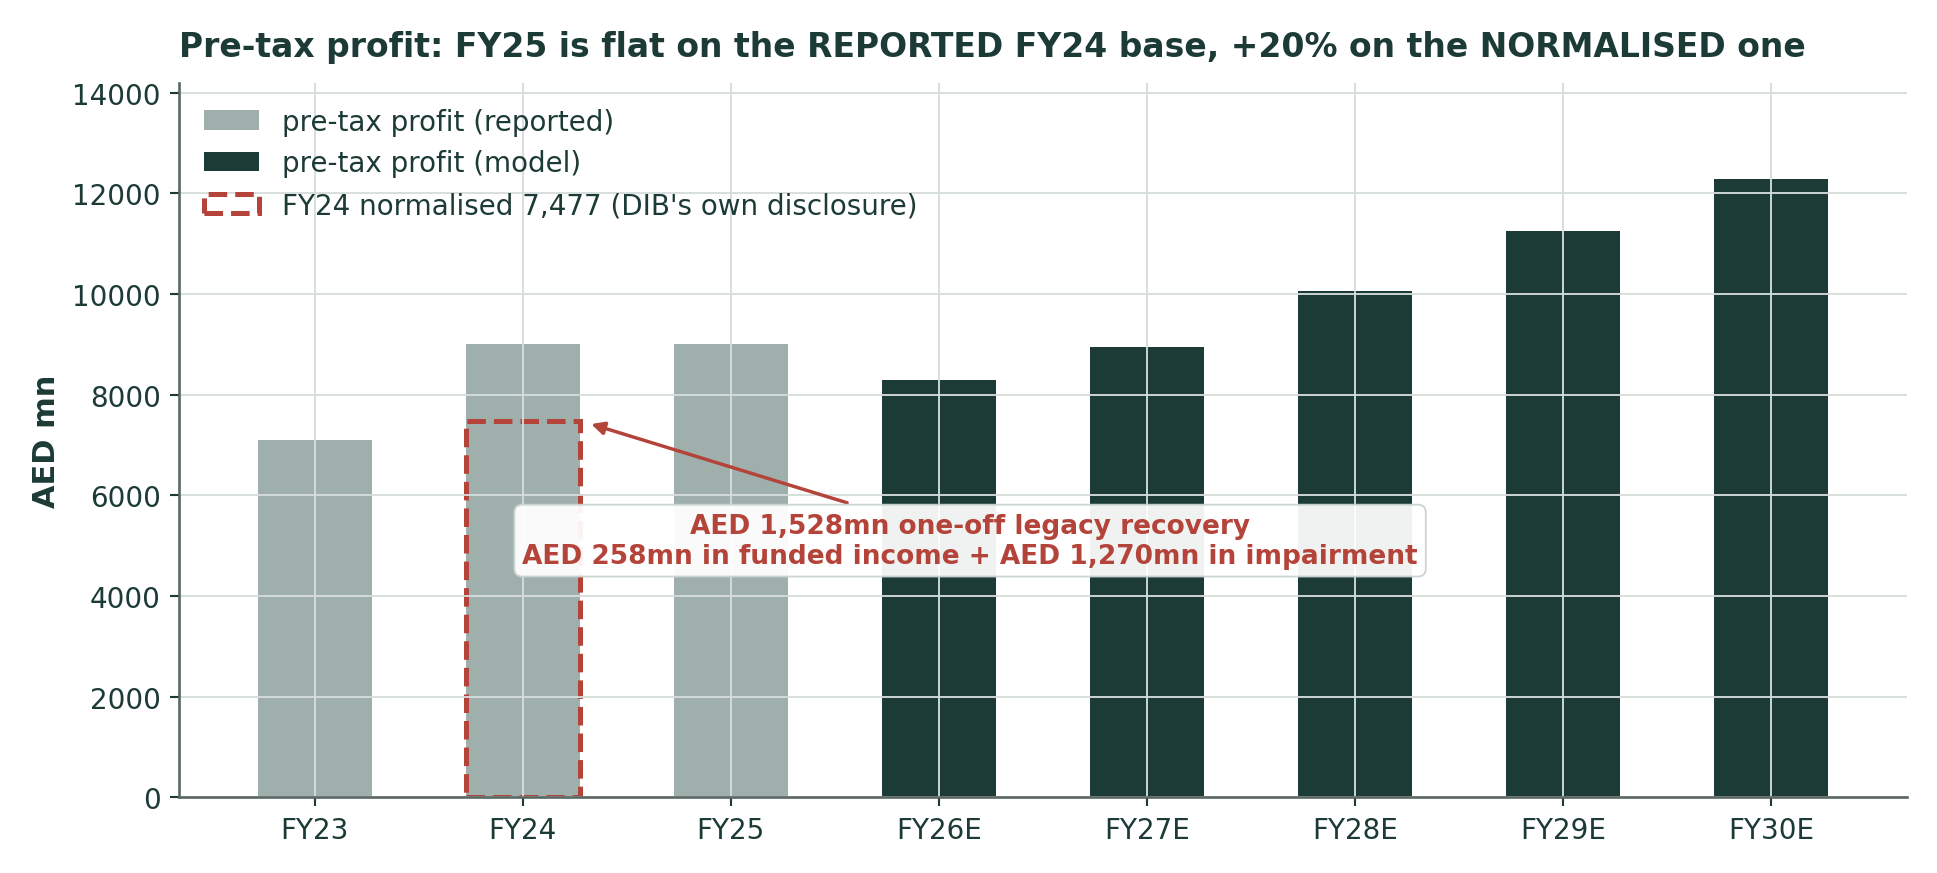 Pre-tax profit: FY25 is flat on the REPORTED FY24 base, +20% on the NORMALISED one
pre-tax profit (reported)
pre-tax profit (model)
FY24 normalised 7,477 (DIB's own disclosure)
AED mn
14000
12000
10000
8000
6000
4000
2000
0
AED 1,528mn one-off legacy recovery
AED 258mn in funded income + AED 1,270mn in impairment
FY23
FY24
FY25
FY26E
FY27E
FY28E
FY29E
FY30E